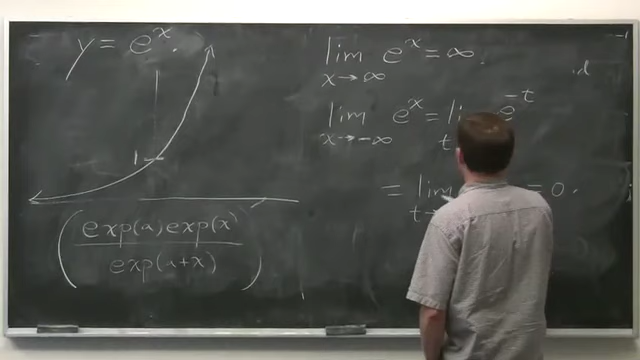 y = e^x.
1
(exp(a)exp(x)
exp(a+x))
lim e^x = ∞.
x→∞
lim e^x = li e^-t
x→-∞ t
= lim = 0.
t→
.d